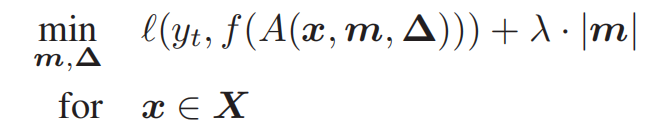 min ℓ(y_t, f(A(x, m, Δ))) + λ · |m|
m,Δ
for x ∈ X